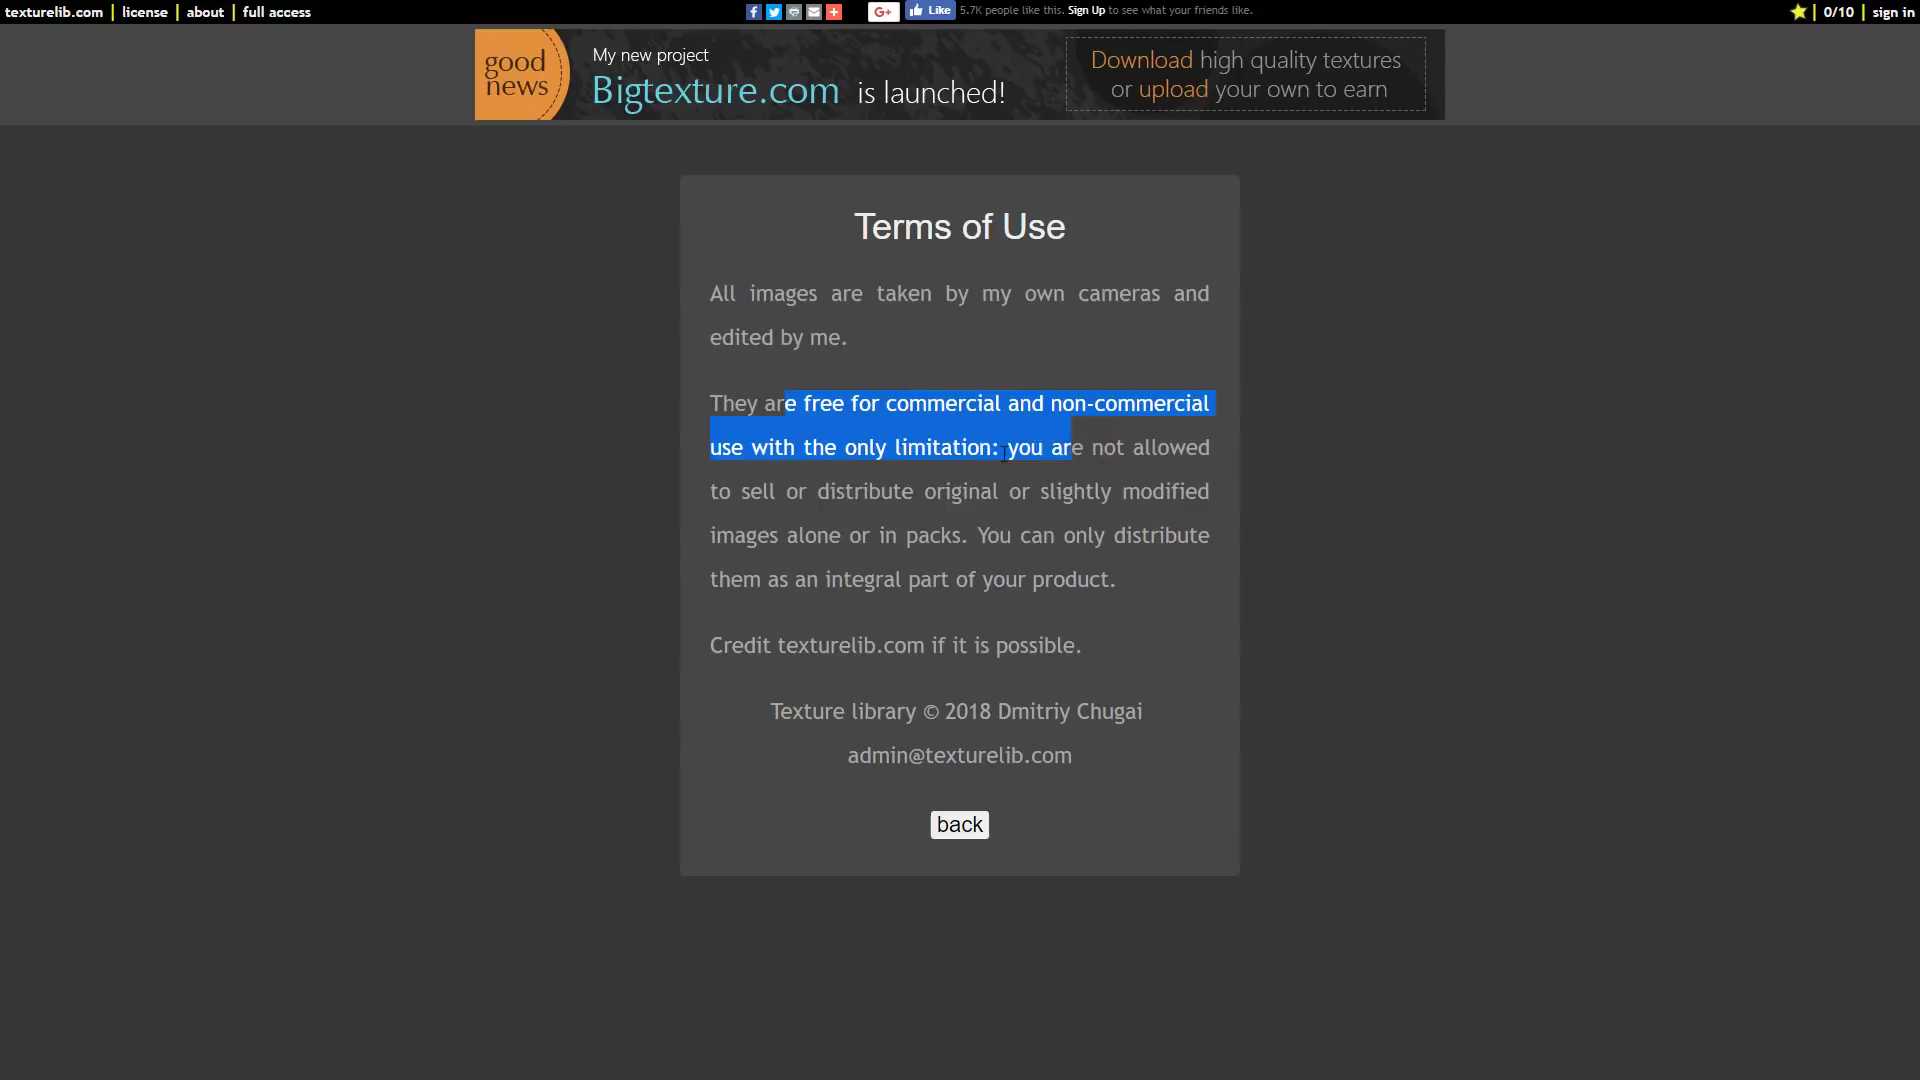 texturelib.com | license | about | full access
Like 5.7K people like this. Sign Up to see what your friends like.
0/10 | sign in
good
news
My new project
Bigtexture.com is launched!
Download high quality textures
or upload your own to earn
Terms of Use
All images are taken by my own cameras and
edited by me.
They are free for commercial and non-commercial
use with the only limitation: you are not allowed
to sell or distribute original or slightly modified
images alone or in packs. You can only distribute
them as an integral part of your product.
Credit texturelib.com if it is possible.
Texture library © 2018 Dmitriy Chugai
admin@texturelib.com
back